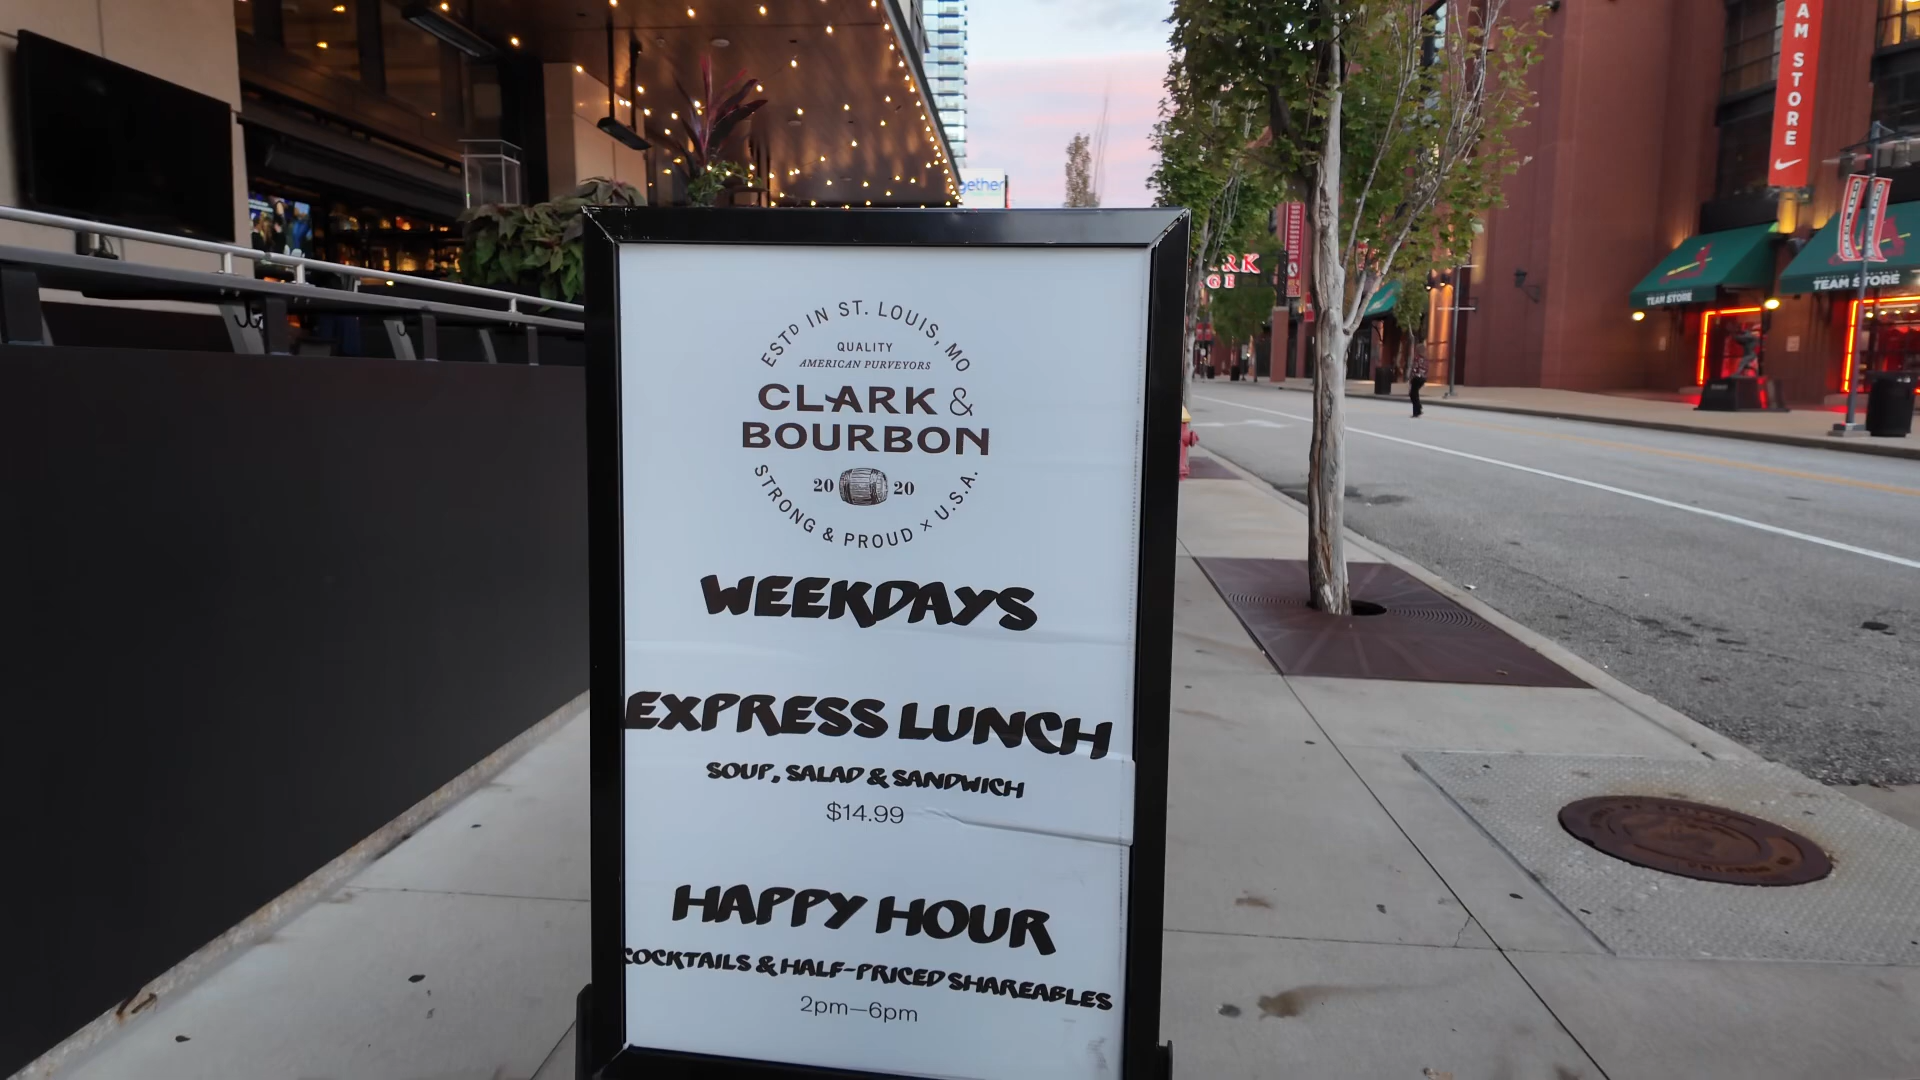 ESTD IN ST. LOUIS, MO
QUALITY
AMERICAN PURVEYORS
CLARK &
BOURBON
20 20
STRONG & PROUD × U.S.A.
WEEKDAYS
EXPRESS LUNCH
SOUP, SALAD & SANDWICH
$14.99
HAPPY HOUR
COCKTAILS & HALF-PRICED SHAREABLES
2pm—6pm
gether
AM STORE
TEAM STORE
TEAM STORE